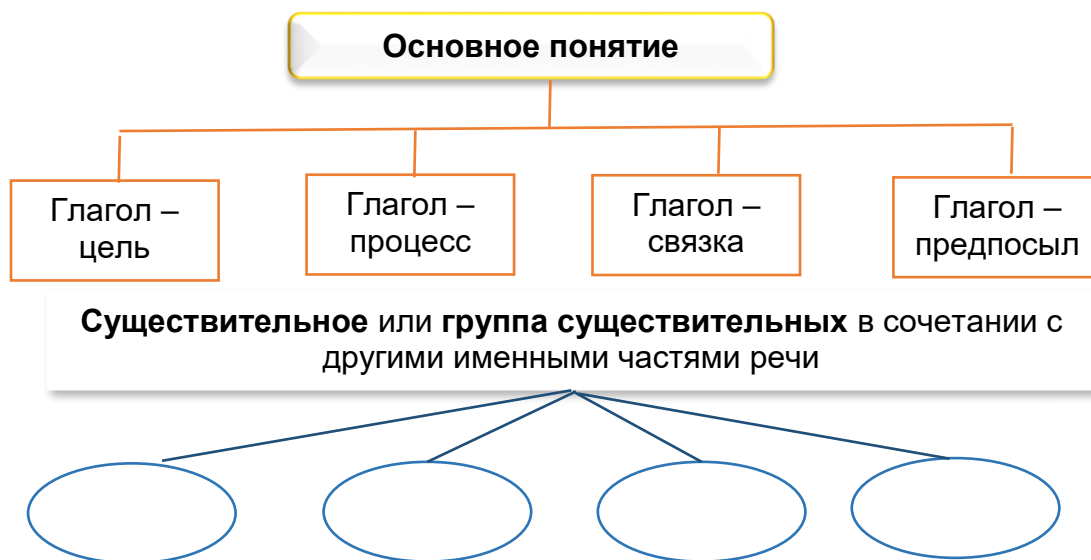 Основное понятие
Глагол –
цель
Глагол –
процесс
Глагол –
связка
Глагол –
предпосыл
Существительное или группа существительных в сочетании с
другими именными частями речи